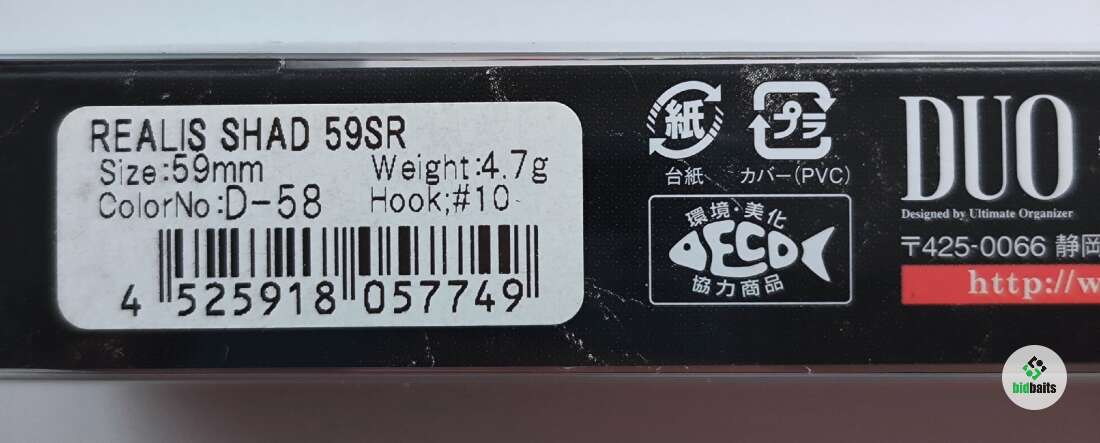 REALIS SHAD 59SR
Size:59mm Weight:4.7g
ColorNo:D-58 Hook;#10
4 525918 057749
紙
台紙
プラ
カバー(PVC)
環境・美化
DECO
協力商品
DUO
Designed by Ultimate Organizer
〒425-0066 静岡
http://w
bidbaits